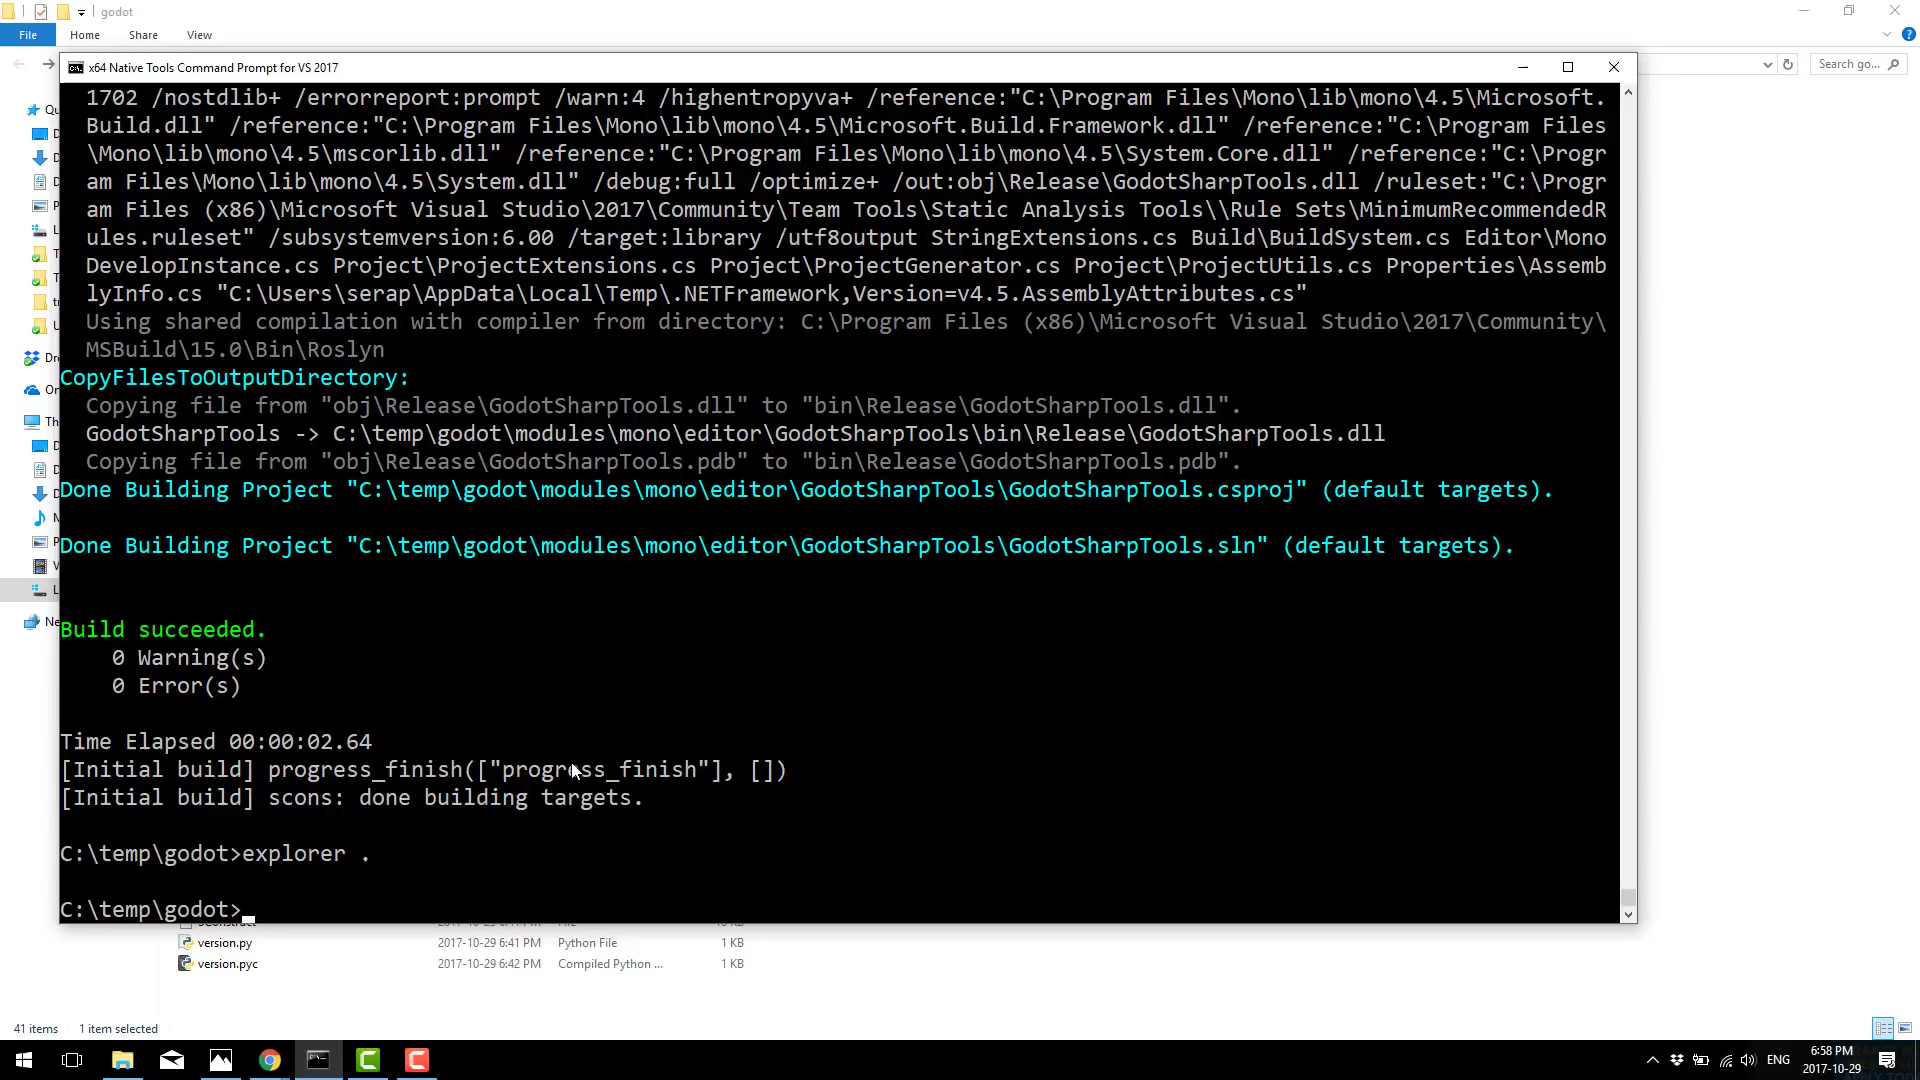 godot
File Home Share View
Search go...
x64 Native Tools Command Prompt for VS 2017
1702 /nostdlib+ /errorreport:prompt /warn:4 /highentropyva+ /reference:"C:\Program Files\Mono\lib\mono\4.5\Microsoft.
Build.dll" /reference:"C:\Program Files\Mono\lib\mono\4.5\Microsoft.Build.Framework.dll" /reference:"C:\Program Files
\Mono\lib\mono\4.5\mscorlib.dll" /reference:"C:\Program Files\Mono\lib\mono\4.5\System.Core.dll" /reference:"C:\Progr
am Files\Mono\lib\mono\4.5\System.dll" /debug:full /optimize+ /out:obj\Release\GodotSharpTools.dll /ruleset:"C:\Progr
am Files (x86)\Microsoft Visual Studio\2017\Community\Team Tools\Static Analysis Tools\\Rule Sets\MinimumRecommendedR
ules.ruleset" /subsystemversion:6.00 /target:library /utf8output StringExtensions.cs Build\BuildSystem.cs Editor\Mono
DevelopInstance.cs Project\ProjectExtensions.cs Project\ProjectGenerator.cs Project\ProjectUtils.cs Properties\Assemb
lyInfo.cs "C:\Users\serap\AppData\Local\Temp\.NETFramework,Version=v4.5.AssemblyAttributes.cs"
Using shared compilation with compiler from directory: C:\Program Files (x86)\Microsoft Visual Studio\2017\Community\
MSBuild\15.0\Bin\Roslyn
CopyFilesToOutputDirectory:
Copying file from "obj\Release\GodotSharpTools.dll" to "bin\Release\GodotSharpTools.dll".
GodotSharpTools -> C:\temp\godot\modules\mono\editor\GodotSharpTools\bin\Release\GodotSharpTools.dll
Copying file from "obj\Release\GodotSharpTools.pdb" to "bin\Release\GodotSharpTools.pdb".
Done Building Project "C:\temp\godot\modules\mono\editor\GodotSharpTools\GodotSharpTools.csproj" (default targets).
Done Building Project "C:\temp\godot\modules\mono\editor\GodotSharpTools\GodotSharpTools.sln" (default targets).
Build succeeded.
0 Warning(s)
0 Error(s)
Time Elapsed 00:00:02.64
[Initial build] progress_finish(["progress_finish"], [])
[Initial build] scons: done building targets.
C:\temp\godot>explorer .
C:\temp\godot>
version.py 2017-10-29 6:41 PM Python File 1 KB
version.pyc 2017-10-29 6:42 PM Compiled Python ... 1 KB
41 items 1 item selected
ENG
6:58 PM
2017-10-29